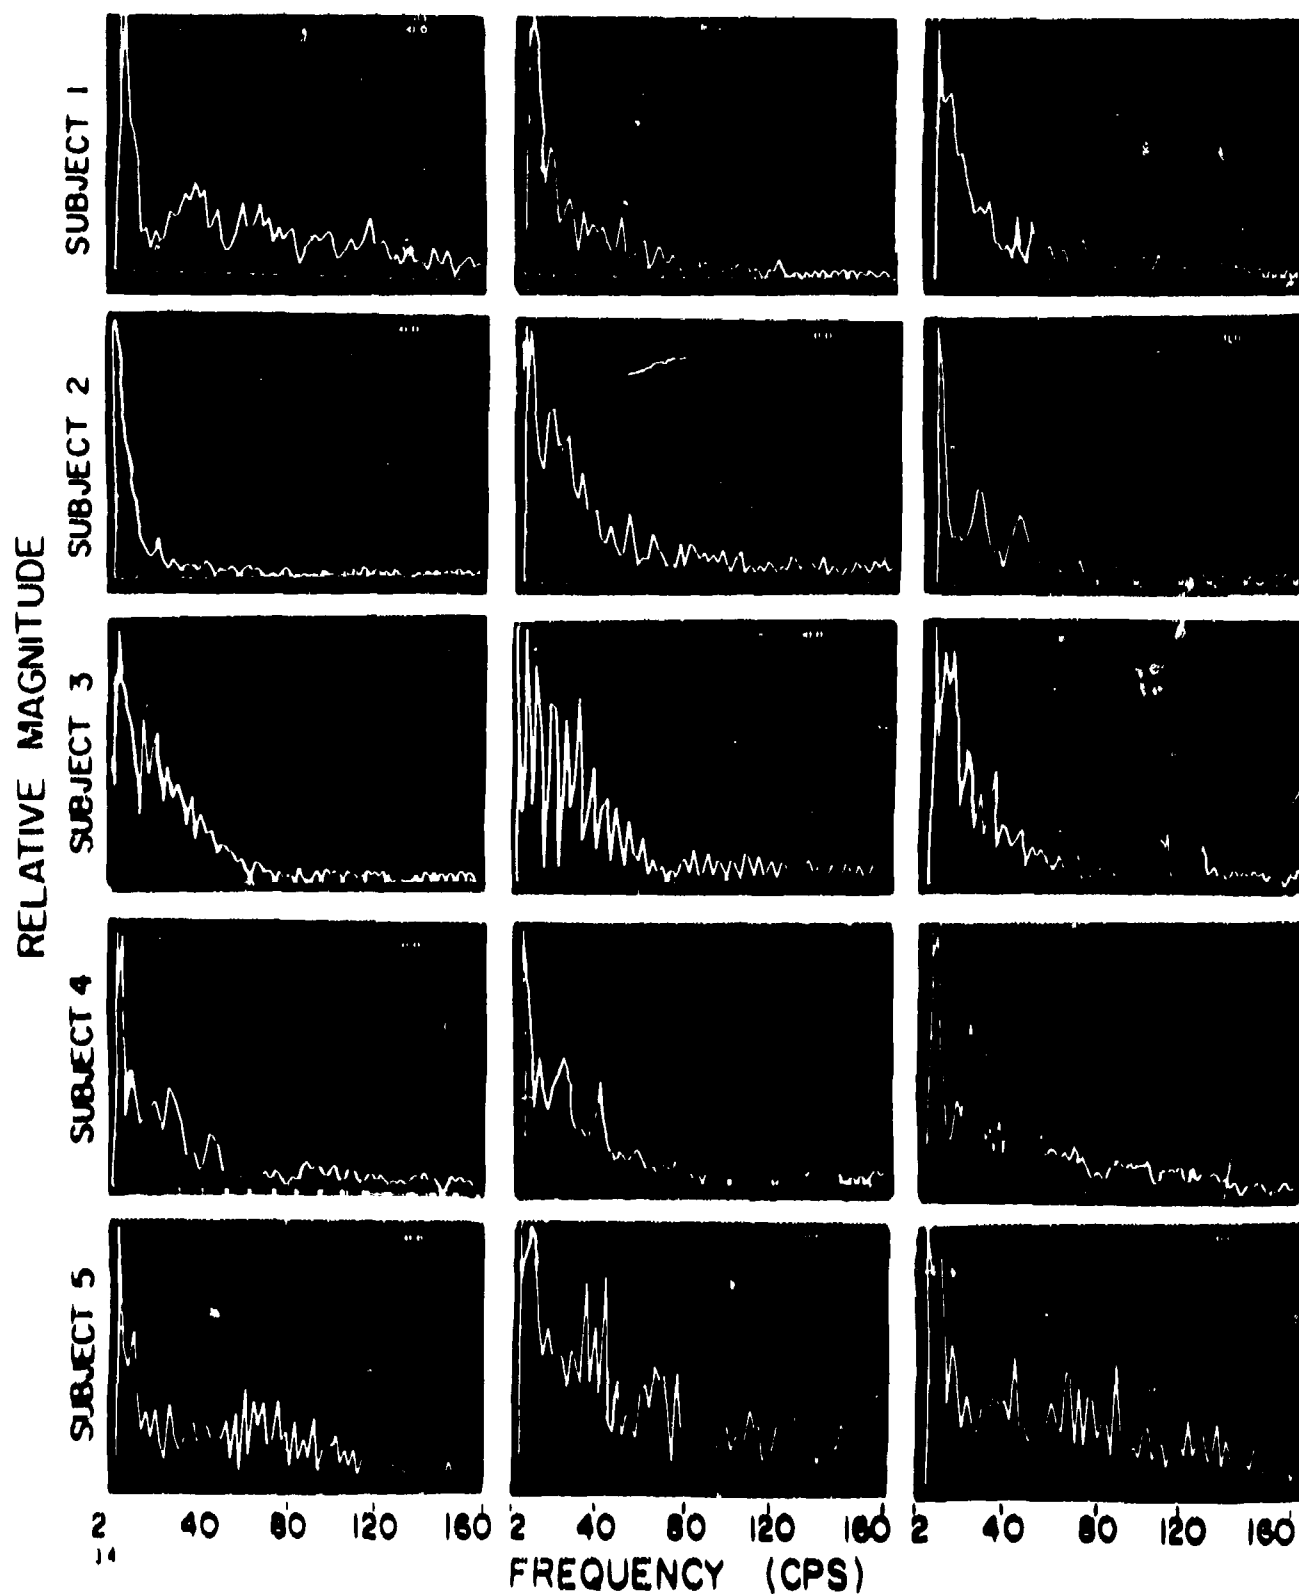 RELATIVE MAGNITUDE
SUBJECT 1
SUBJECT 2
SUBJECT 3
SUBJECT 4
SUBJECT 5
2 40 80 120 160 2 40 80 120 160 2 40 80 120 160
14
FREQUENCY (CPS)